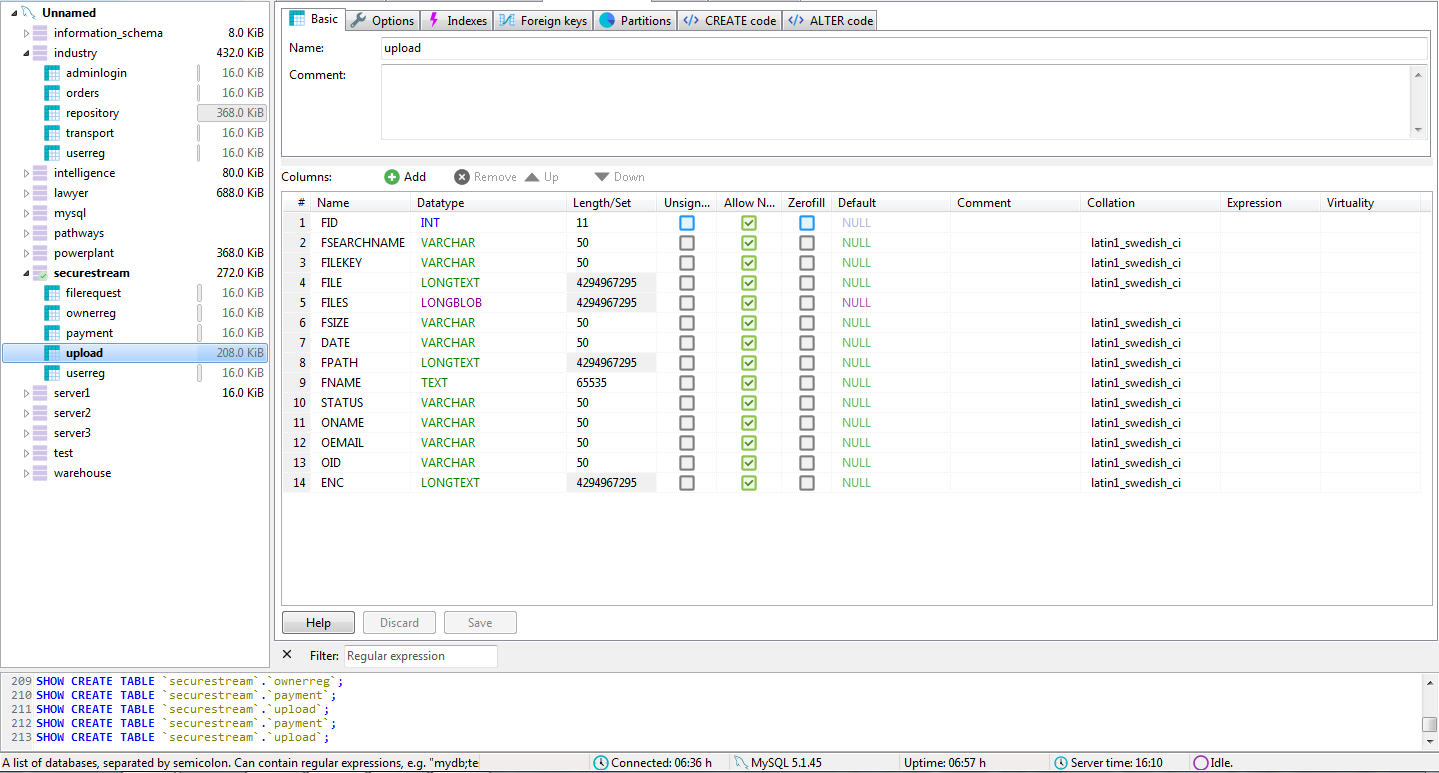 Unnamed
information_schema 8.0 KiB
industry 432.0 KiB
adminlogin 16.0 KiB
orders 16.0 KiB
repository 368.0 KiB
transport 16.0 KiB
userreg 16.0 KiB
intelligence 80.0 KiB
lawyer 688.0 KiB
mysql
pathways
powerplant 368.0 KiB
securestream 272.0 KiB
filerequest 16.0 KiB
ownerreg 16.0 KiB
payment 16.0 KiB
upload 208.0 KiB
userreg 16.0 KiB
server1 16.0 KiB
server2
server3
test
warehouse
Basic Options Indexes Foreign keys Partitions CREATE code ALTER code
Name: upload
Comment:
Columns: Add Remove Up Down
# Name Datatype Length/Set Unsign... Allow N... Zerofill Default Comment Collation Expression Virtuality
1 FID INT 11 NULL
2 FSEARCHNAME VARCHAR 50 NULL latin1_swedish_ci
3 FILEKEY VARCHAR 50 NULL latin1_swedish_ci
4 FILE LONGTEXT 4294967295 NULL latin1_swedish_ci
5 FILES LONGBLOB 4294967295 NULL
6 FSIZE VARCHAR 50 NULL latin1_swedish_ci
7 DATE VARCHAR 50 NULL latin1_swedish_ci
8 FPATH LONGTEXT 4294967295 NULL latin1_swedish_ci
9 FNAME TEXT 65535 NULL latin1_swedish_ci
10 STATUS VARCHAR 50 NULL latin1_swedish_ci
11 ONAME VARCHAR 50 NULL latin1_swedish_ci
12 OEMAIL VARCHAR 50 NULL latin1_swedish_ci
13 OID VARCHAR 50 NULL latin1_swedish_ci
14 ENC LONGTEXT 4294967295 NULL latin1_swedish_ci
Help Discard Save
Filter: Regular expression
209 SHOW CREATE TABLE `securestream`.`ownerreg`;
210 SHOW CREATE TABLE `securestream`.`payment`;
211 SHOW CREATE TABLE `securestream`.`upload`;
212 SHOW CREATE TABLE `securestream`.`payment`;
213 SHOW CREATE TABLE `securestream`.`upload`;
A list of databases, separated by semicolon. Can contain regular expressions, e.g. "mydb;te Connected: 06:36 h MySQL 5.1.45 Uptime: 06:57 h Server time: 16:10 Idle.